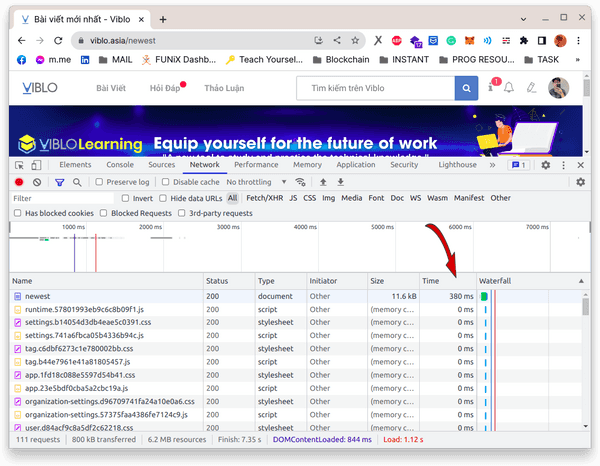 Bài viết mới nhất - Viblo
viblo.asia/newest
m.me
MAIL
FUNiX Dashb...
Teach Yoursel...
Blockchain
INSTANT
PROG RESOU...
TASK
»
VIBLO
Bài Viết
Hỏi Đáp
Thảo Luận
Tìm kiếm trên Viblo
1
VIBLO Learning
Equip yourself for the future of work
Elements Console Sources Network Performance Memory Application Security Lighthouse » 1
Preserve log Disable cache No throttling
Filter Invert Hide data URLs All Fetch/XHR JS CSS Img Media Font Doc WS Wasm Manifest Other
Has blocked cookies Blocked Requests 3rd-party requests
1000 ms 2000 ms 3000 ms 4000 ms 5000 ms 6000 ms 7000 ms
Name Status Type Initiator Size Time Waterfall
newest 200 document Other 11.6 kB 380 ms
runtime.57801993eb9c6c8b09f1.js 200 script Other (memory c... 0 ms
settings.b14054d3db4eae5c0391.css 200 stylesheet Other (memory c... 0 ms
settings.741a6fbca05b4336b94c.js 200 script Other (memory c... 0 ms
tag.c6dbf6273c1e780002bb.css 200 stylesheet Other (memory c... 0 ms
tag.b44e7961e41a81805457.js 200 script Other (memory c... 0 ms
app.1fd18c088e5597d54b41.css 200 stylesheet Other (memory c... 0 ms
app.23e5bdf0cba5a2cbc19a.js 200 script Other (memory c... 0 ms
organization-settings.d96709741fa24a10e0a6.css 200 stylesheet Other (memory c... 0 ms
organization-settings.57375faa4386fe7124c9.js 200 script Other (memory c... 0 ms
user.d84acf9c8a5df2c62218.css 200 stylesheet Other (memory c... 0 ms
111 requests 800 kB transferred 6.2 MB resources Finish: 7.35 s DOMContentLoaded: 844 ms Load: 1.12 s